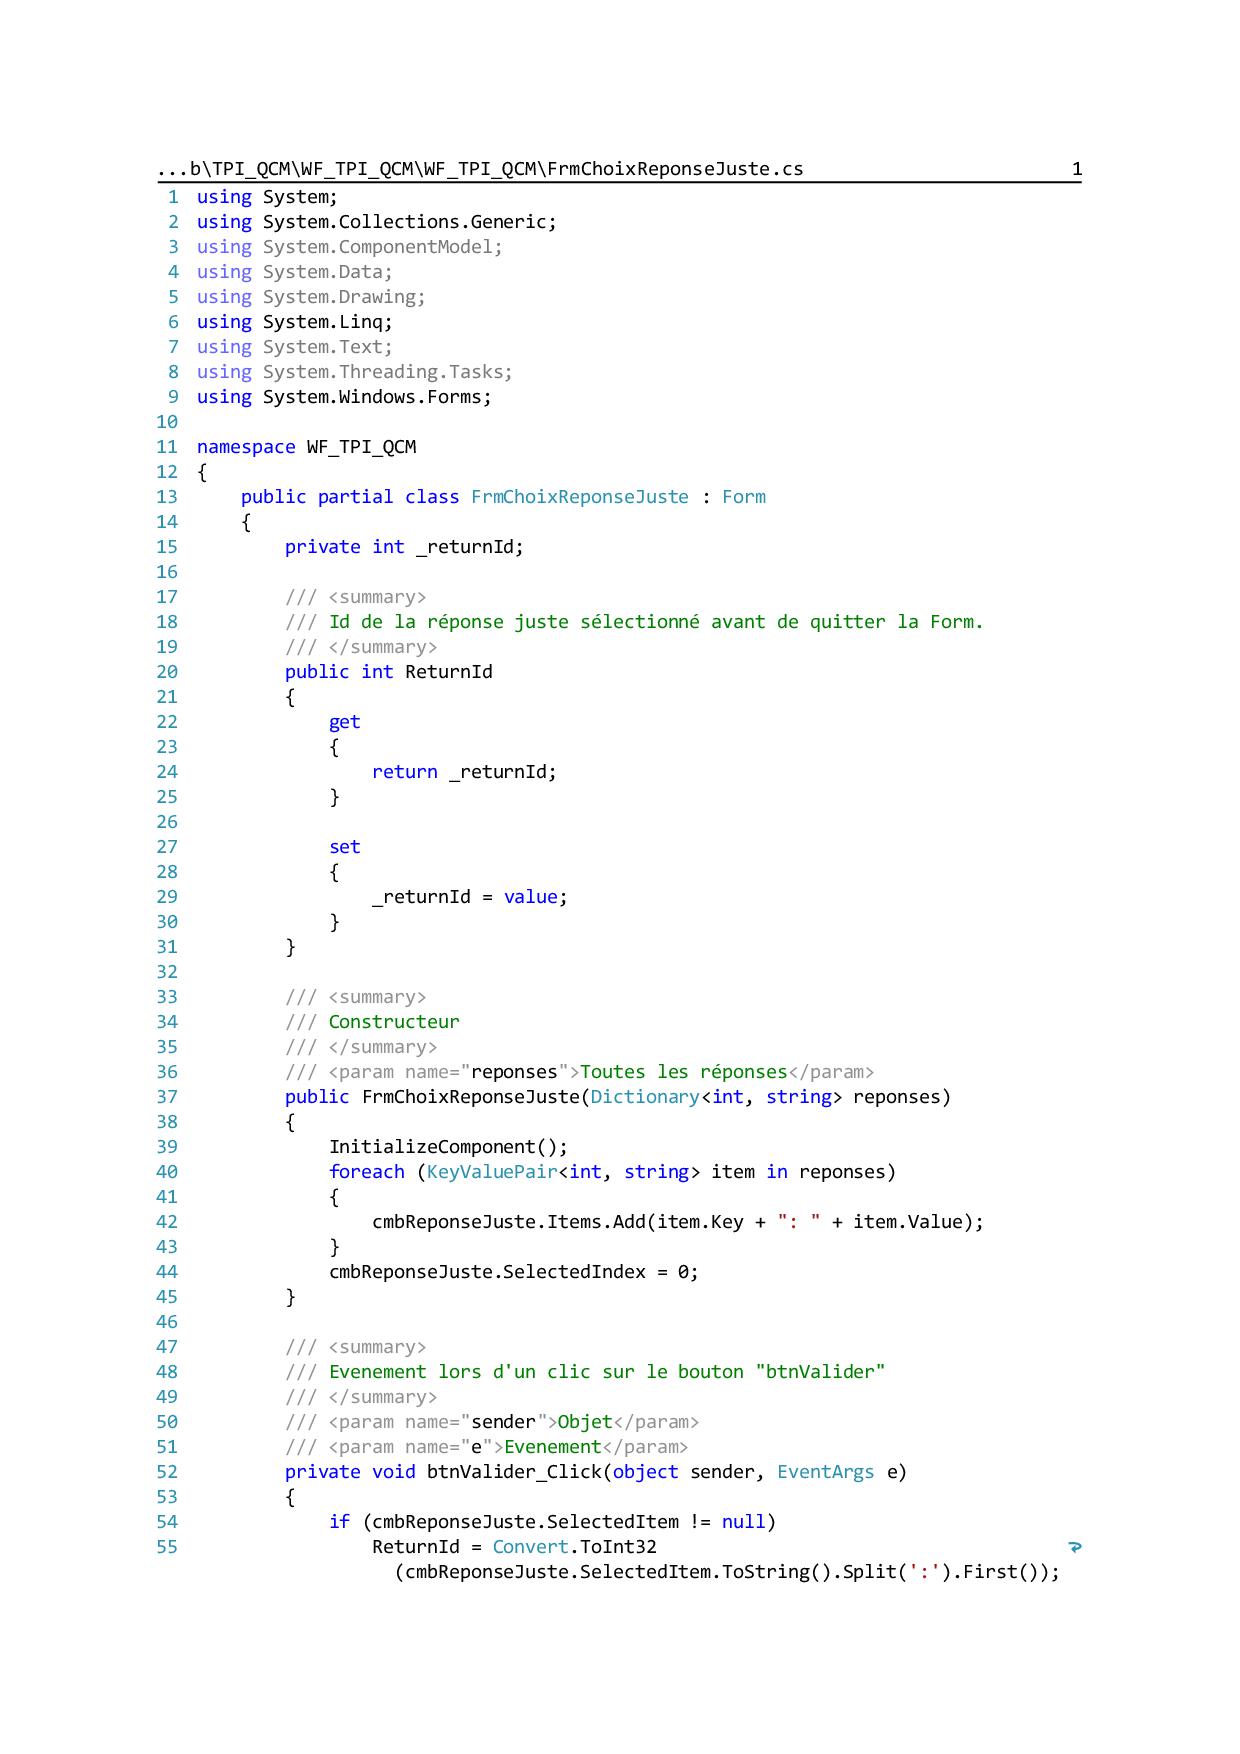 ...b\TPI_QCM\WF_TPI_QCM\WF_TPI_QCM\FrmChoixReponseJuste.cs 1
1 using System;
2 using System.Collections.Generic;
3 using System.ComponentModel;
4 using System.Data;
5 using System.Drawing;
6 using System.Linq;
7 using System.Text;
8 using System.Threading.Tasks;
9 using System.Windows.Forms;
10
11 namespace WF_TPI_QCM
12 {
13     public partial class FrmChoixReponseJuste : Form
14     {
15         private int _returnId;
16
17         /// <summary>
18         /// Id de la réponse juste sélectionné avant de quitter la Form.
19         /// </summary>
20         public int ReturnId
21         {
22             get
23             {
24                 return _returnId;
25             }
26
27             set
28             {
29                 _returnId = value;
30             }
31         }
32
33         /// <summary>
34         /// Constructeur
35         /// </summary>
36         /// <param name="reponses">Toutes les réponses</param>
37         public FrmChoixReponseJuste(Dictionary<int, string> reponses)
38         {
39             InitializeComponent();
40             foreach (KeyValuePair<int, string> item in reponses)
41             {
42                 cmbReponseJuste.Items.Add(item.Key + ": " + item.Value);
43             }
44             cmbReponseJuste.SelectedIndex = 0;
45         }
46
47         /// <summary>
48         /// Evenement lors d'un clic sur le bouton "btnValider"
49         /// </summary>
50         /// <param name="sender">Objet</param>
51         /// <param name="e">Evenement</param>
52         private void btnValider_Click(object sender, EventArgs e)
53         {
54             if (cmbReponseJuste.SelectedItem != null)
55                 ReturnId = Convert.ToInt32
                  (cmbReponseJuste.SelectedItem.ToString().Split(':').First());